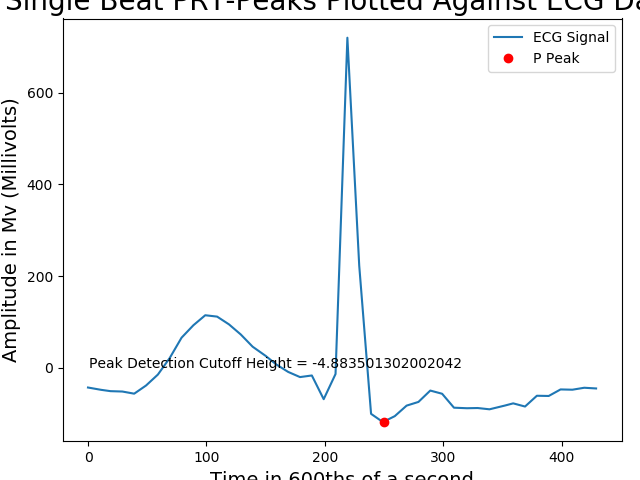 Single Beat PRT-Peaks Plotted Against ECG Da
ECG Signal
P Peak
Amplitude in Mv (Millivolts)
600
400
200
0
Peak Detection Cutoff Height = -4.883501302002042
0
100
200
300
400
Time in 600ths of a second